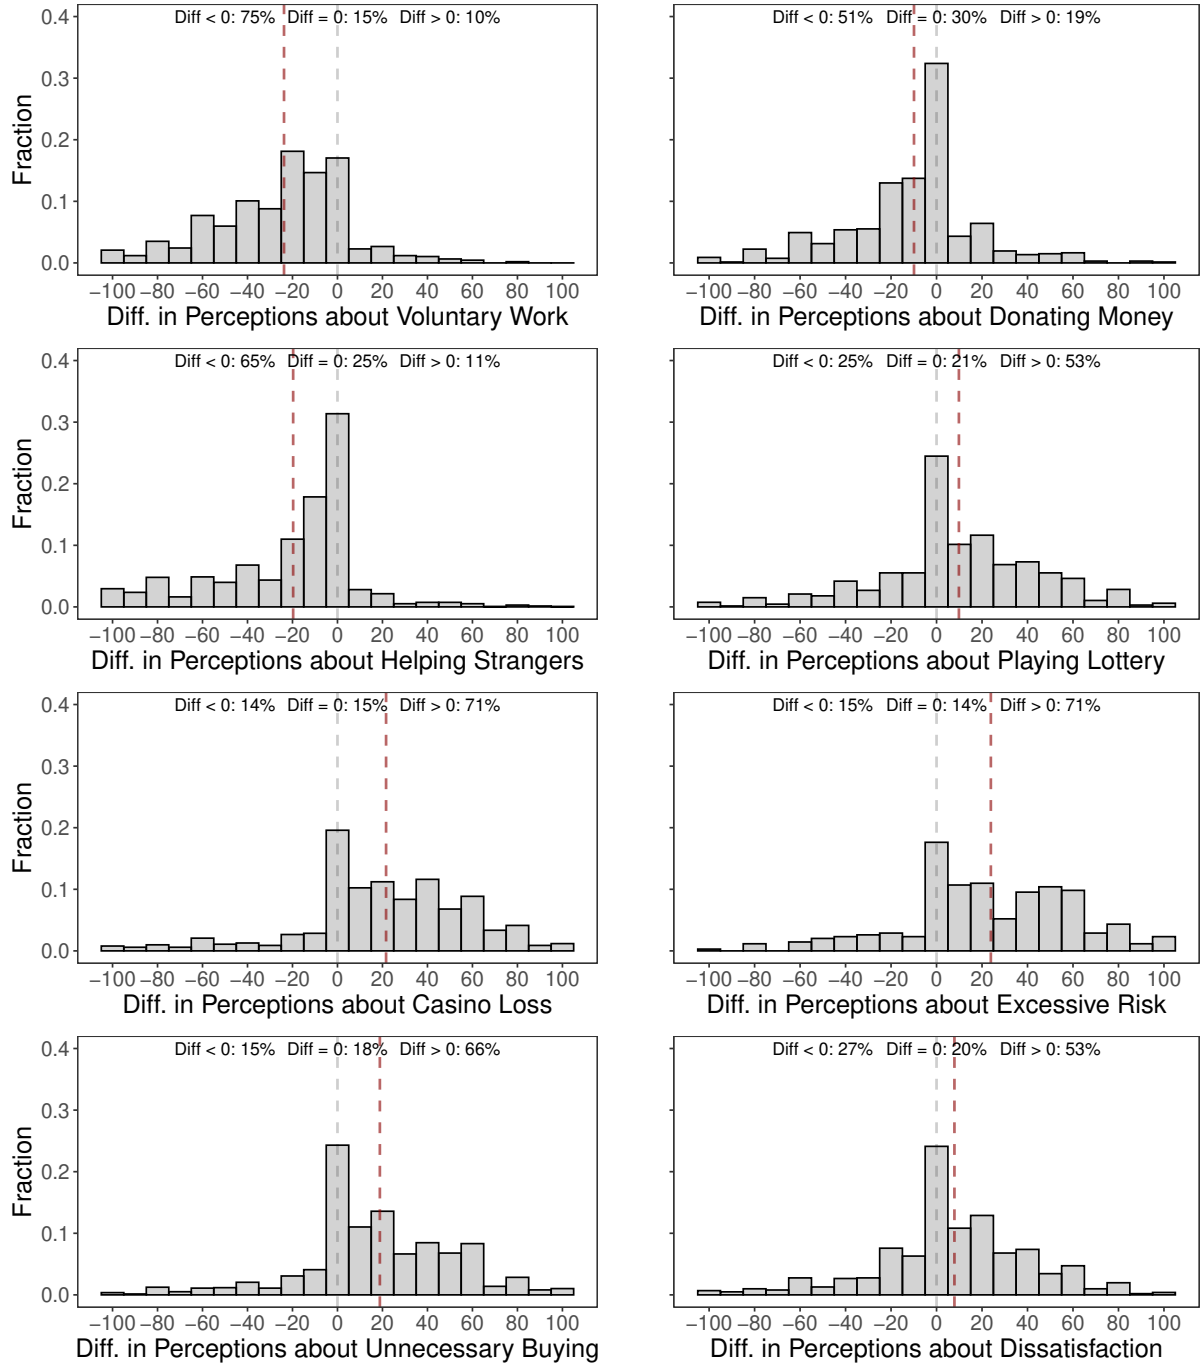 Diff < 0: 75% Diff = 0: 15% Diff > 0: 10%
0.4
0.3
0.2
0.1
0.0
Fraction
−100 −80 −60 −40 −20 0 20 40 60 80 100
Diff. in Perceptions about Voluntary Work
Diff < 0: 51% Diff = 0: 30% Diff > 0: 19%
−100 −80 −60 −40 −20 0 20 40 60 80 100
Diff. in Perceptions about Donating Money
Diff < 0: 65% Diff = 0: 25% Diff > 0: 11%
0.4
0.3
0.2
0.1
0.0
Fraction
−100 −80 −60 −40 −20 0 20 40 60 80 100
Diff. in Perceptions about Helping Strangers
Diff < 0: 25% Diff = 0: 21% Diff > 0: 53%
−100 −80 −60 −40 −20 0 20 40 60 80 100
Diff. in Perceptions about Playing Lottery
Diff < 0: 14% Diff = 0: 15% Diff > 0: 71%
0.4
0.3
0.2
0.1
0.0
Fraction
−100 −80 −60 −40 −20 0 20 40 60 80 100
Diff. in Perceptions about Casino Loss
Diff < 0: 15% Diff = 0: 14% Diff > 0: 71%
−100 −80 −60 −40 −20 0 20 40 60 80 100
Diff. in Perceptions about Excessive Risk
Diff < 0: 15% Diff = 0: 18% Diff > 0: 66%
0.4
0.3
0.2
0.1
0.0
Fraction
−100 −80 −60 −40 −20 0 20 40 60 80 100
Diff. in Perceptions about Unnecessary Buying
Diff < 0: 27% Diff = 0: 20% Diff > 0: 53%
−100 −80 −60 −40 −20 0 20 40 60 80 100
Diff. in Perceptions about Dissatisfaction